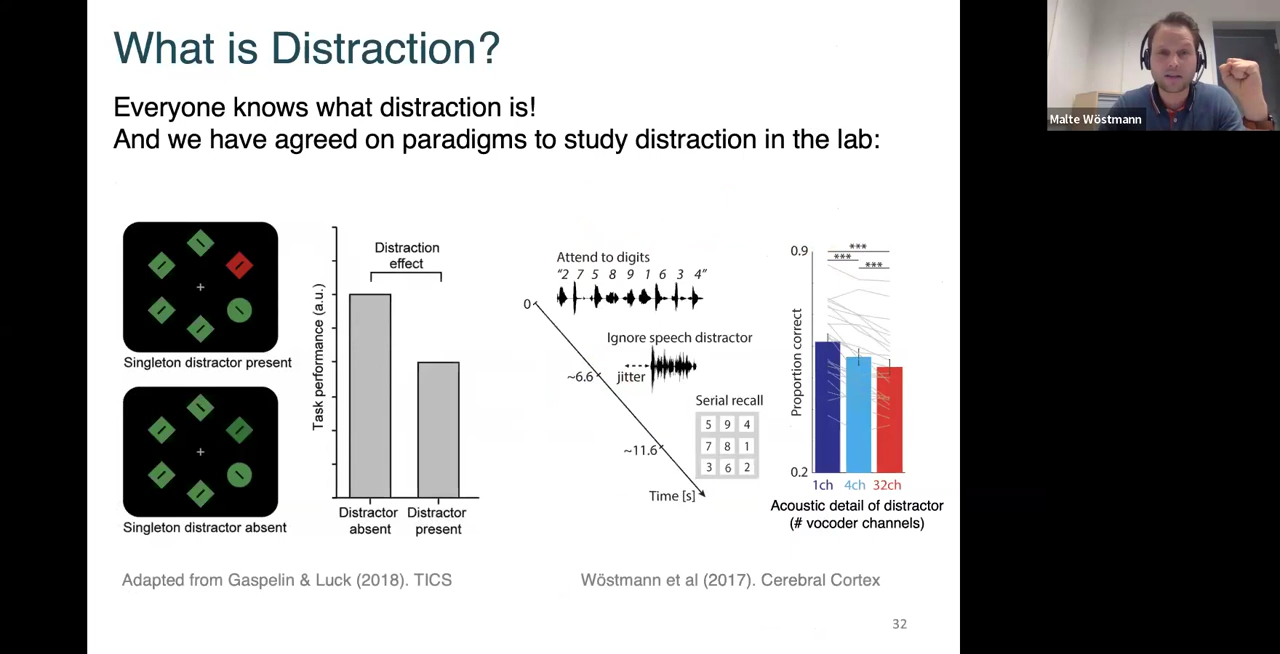 What is Distraction?
Everyone knows what distraction is!
And we have agreed on paradigms to study distraction in the lab:
Malte Wöstmann
Singleton distractor present
Singleton distractor absent
Task performance (a.u.)
Distraction
effect
Distractor
absent
Distractor
present
Attend to digits
“2 7 5 8 9 1 6 3 4”
0
Ignore speech distractor
jitter
~6.6
Serial recall
5 9 4
7 8 1
3 6 2
~11.6
Time [s]
Proportion correct
0.9
***
*** ***
0.2
1ch 4ch 32ch
Acoustic detail of distractor
(# vocoder channels)
Adapted from Gaspelin & Luck (2018). TICS
Wöstmann et al (2017). Cerebral Cortex
32